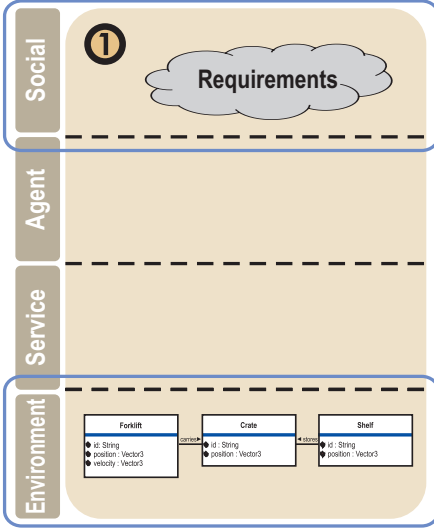 Social
1
Requirements
Agent
Service
Environment
Forklift
id: String
position : Vector3
velocity : Vector3
carries
Crate
id : String
position : Vector3
stores
Shelf
id : String
position : Vector3